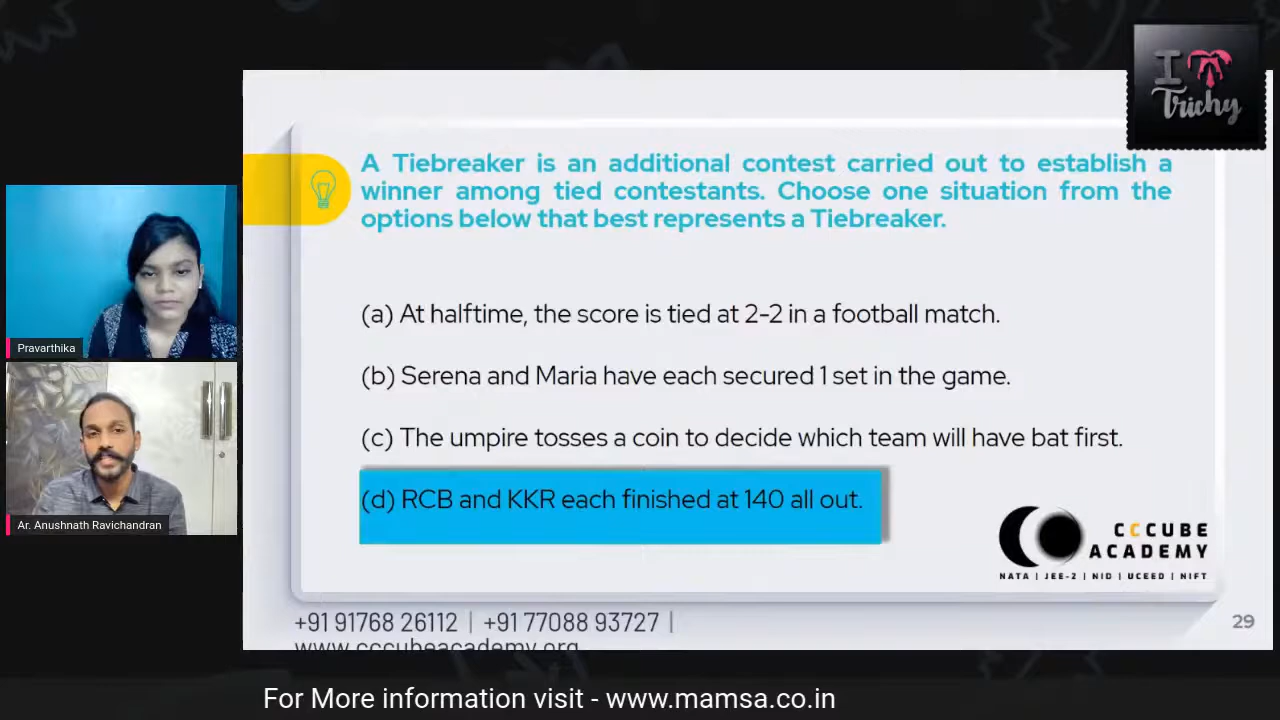 I
Trichy
A Tiebreaker is an additional contest carried out to establish a
winner among tied contestants. Choose one situation from the
options below that best represents a Tiebreaker.
(a) At halftime, the score is tied at 2-2 in a football match.
(b) Serena and Maria have each secured 1 set in the game.
(c) The umpire tosses a coin to decide which team will have bat first.
(d) RCB and KKR each finished at 140 all out.
Pravarthika
Ar. Anushnath Ravichandran
CCCUBE
ACADEMY
NATA | JEE-2 | NID | UCEED | NIFT
+91 91768 26112 | +91 77088 93727 |
www.cccubeacademy.org
29
For More information visit - www.mamsa.co.in